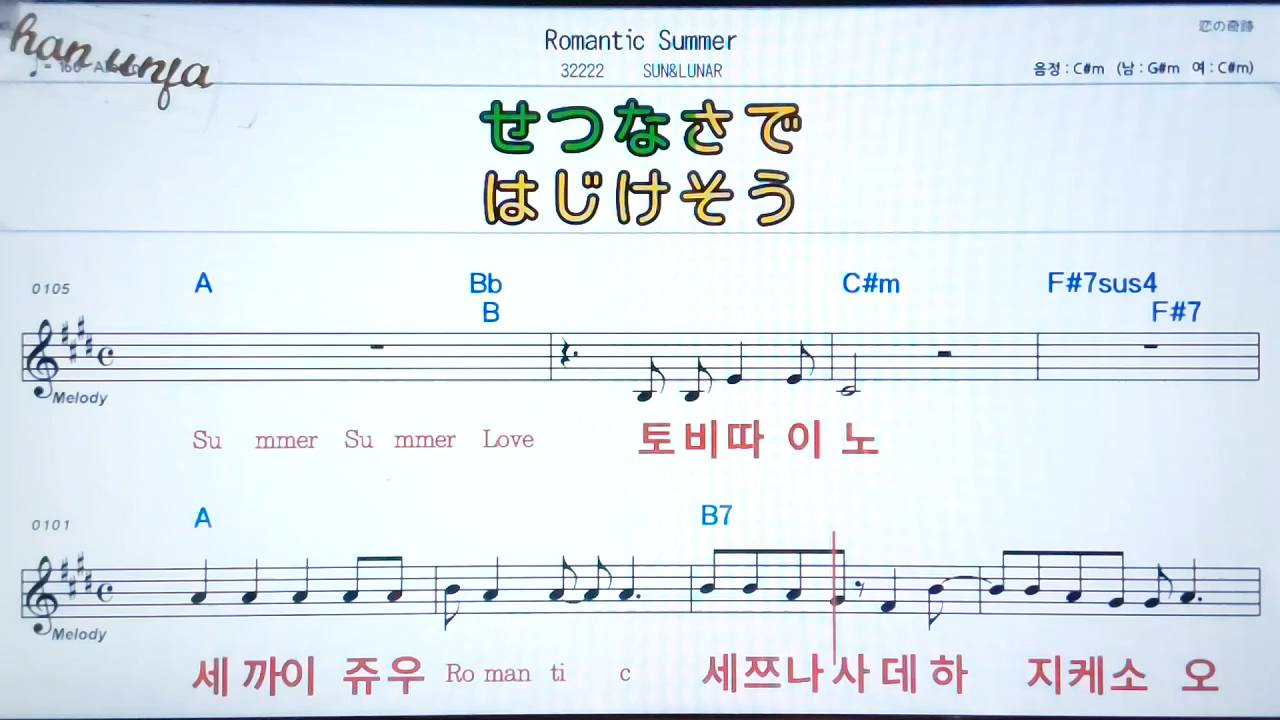 han unfa
Romantic Summer
恋の奇跡
32222 SUN&LUNAR
음정 : C#m (남 : G#m 여 : C#m)
せつなさで
はじけそう
0105
A Bb C#m F#7sus4
B F#7
Melody
Su mmer Su mmer Love 토 비 따 이 노
0101
A B7
Melody
세 까이 쥬우 Ro man ti c 세쯔나 사 데 하 지케소 오